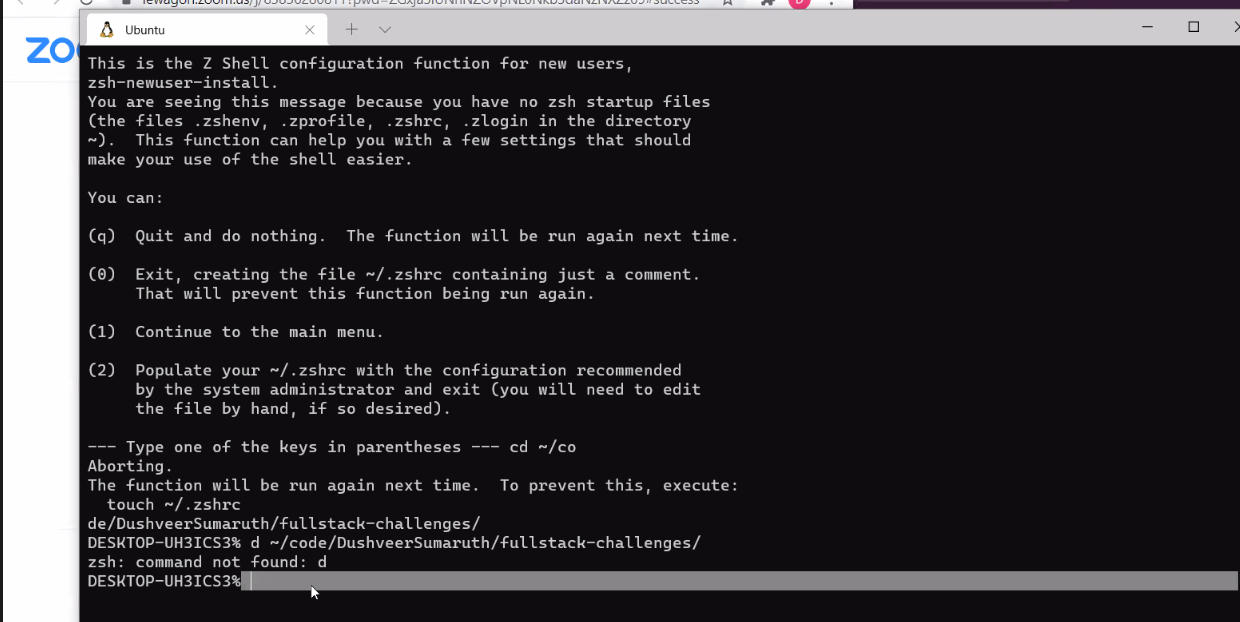 Ubuntu
This is the Z Shell configuration function for new users,
zsh-newuser-install.
You are seeing this message because you have no zsh startup files
(the files .zshenv, .zprofile, .zshrc, .zlogin in the directory
~).  This function can help you with a few settings that should
make your use of the shell easier.
You can:
(q)  Quit and do nothing.  The function will be run again next time.
(0)  Exit, creating the file ~/.zshrc containing just a comment.
That will prevent this function being run again.
(1)  Continue to the main menu.
(2)  Populate your ~/.zshrc with the configuration recommended
by the system administrator and exit (you will need to edit
the file by hand, if so desired).
--- Type one of the keys in parentheses --- cd ~/co
Aborting.
The function will be run again next time.  To prevent this, execute:
touch ~/.zshrc
de/DushveerSumaruth/fullstack-challenges/
DESKTOP-UH3ICS3% d ~/code/DushveerSumaruth/fullstack-challenges/
zsh: command not found: d
DESKTOP-UH3ICS3%